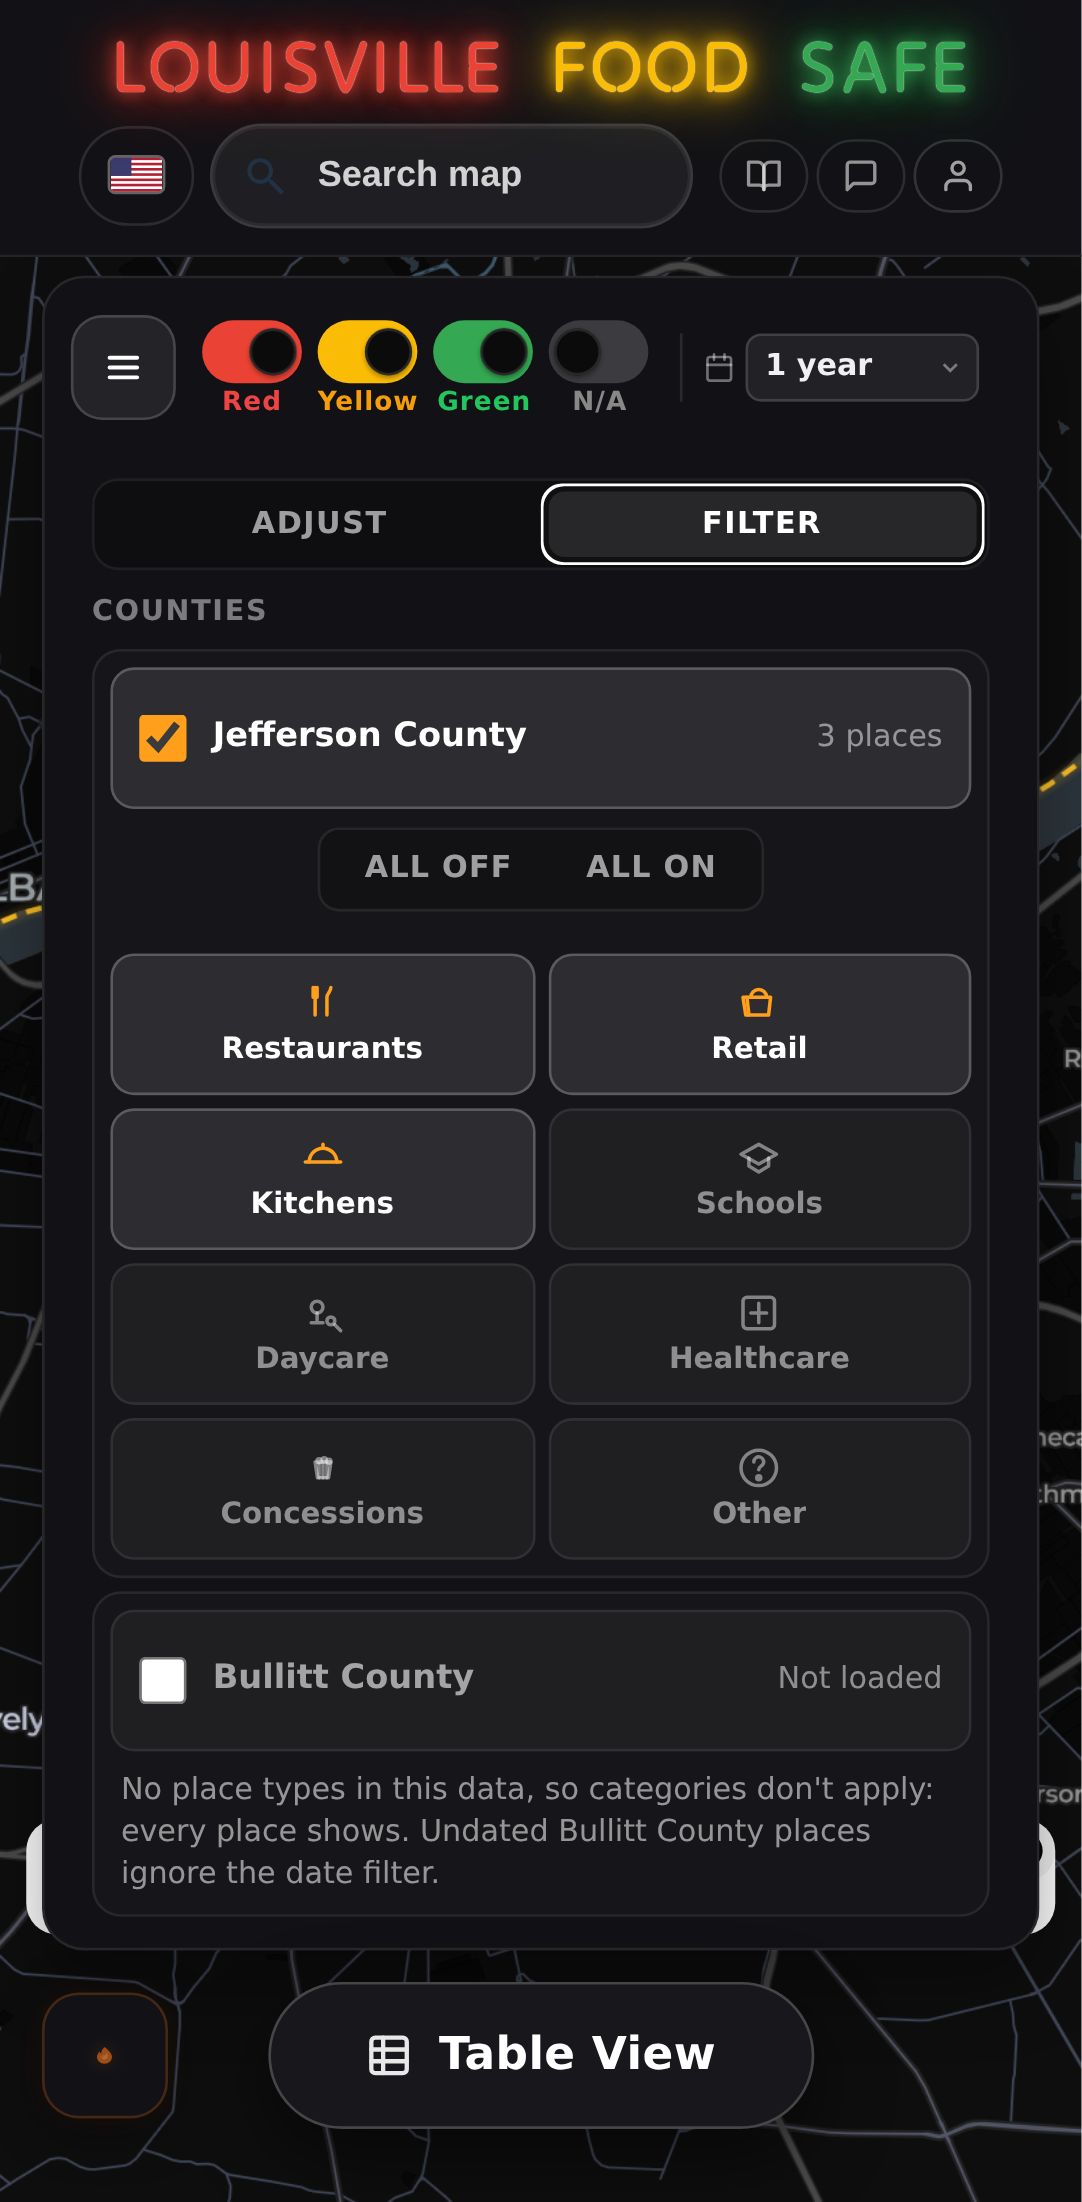 LOUISVILLE FOOD SAFE
Search map
Red Yellow Green N/A
1 year
ADJUST FILTER
COUNTIES
Jefferson County 3 places
ALL OFF ALL ON
Restaurants Retail
Kitchens Schools
Daycare Healthcare
Concessions Other
Bullitt County Not loaded
No place types in this data, so categories don't apply:
every place shows. Undated Bullitt County places
ignore the date filter.
Table View